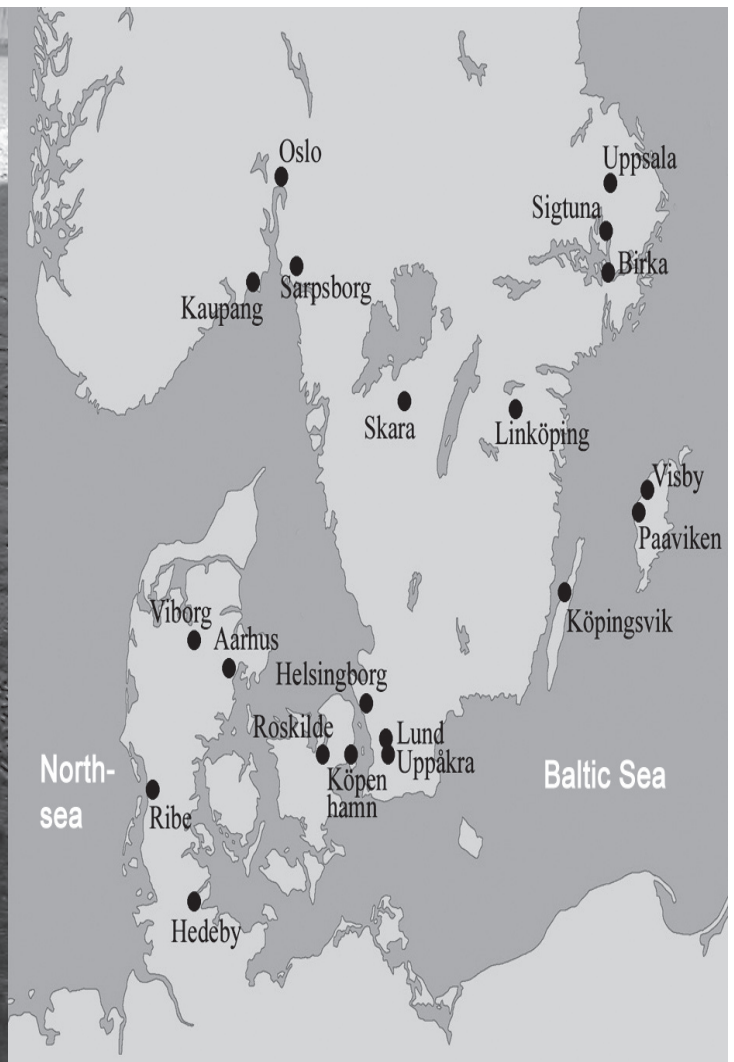 Oslo
Uppsala
Sigtuna
Birka
Sarpsborg
Kaupang
Skara
Linköping
Visby
Paaviken
Köpingsvik
Viborg
Aarhus
Helsingborg
Roskilde
Lund
Uppåkra
Köpen
hamn
North-
sea
Baltic Sea
Ribe
Hedeby